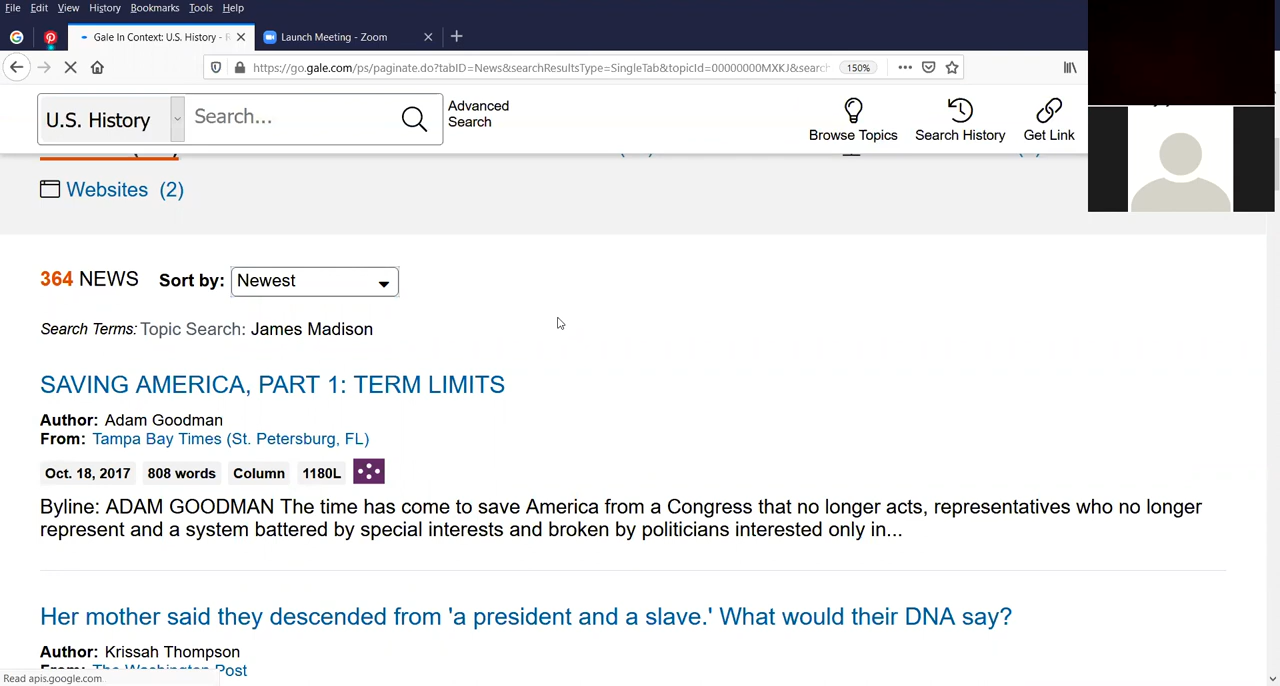 File Edit View History Bookmarks Tools Help
Gale In Context: U.S. History - R
Launch Meeting - Zoom
https://go.gale.com/ps/paginate.do?tabID=News&searchResultsType=SingleTab&topicId=00000000MXKJ&search
150%
U.S. History
Search...
Advanced
Search
Browse Topics
Search History
Get Link
Websites (2)
364 NEWS Sort by: Newest
Search Terms: Topic Search: James Madison
SAVING AMERICA, PART 1: TERM LIMITS
Author: Adam Goodman
From: Tampa Bay Times (St. Petersburg, FL)
Oct. 18, 2017 808 words Column 1180L
Byline: ADAM GOODMAN The time has come to save America from a Congress that no longer acts, representatives who no longer
represent and a system battered by special interests and broken by politicians interested only in...
Her mother said they descended from 'a president and a slave.' What would their DNA say?
Author: Krissah Thompson
From: The Washington Post
Read apis.google.com